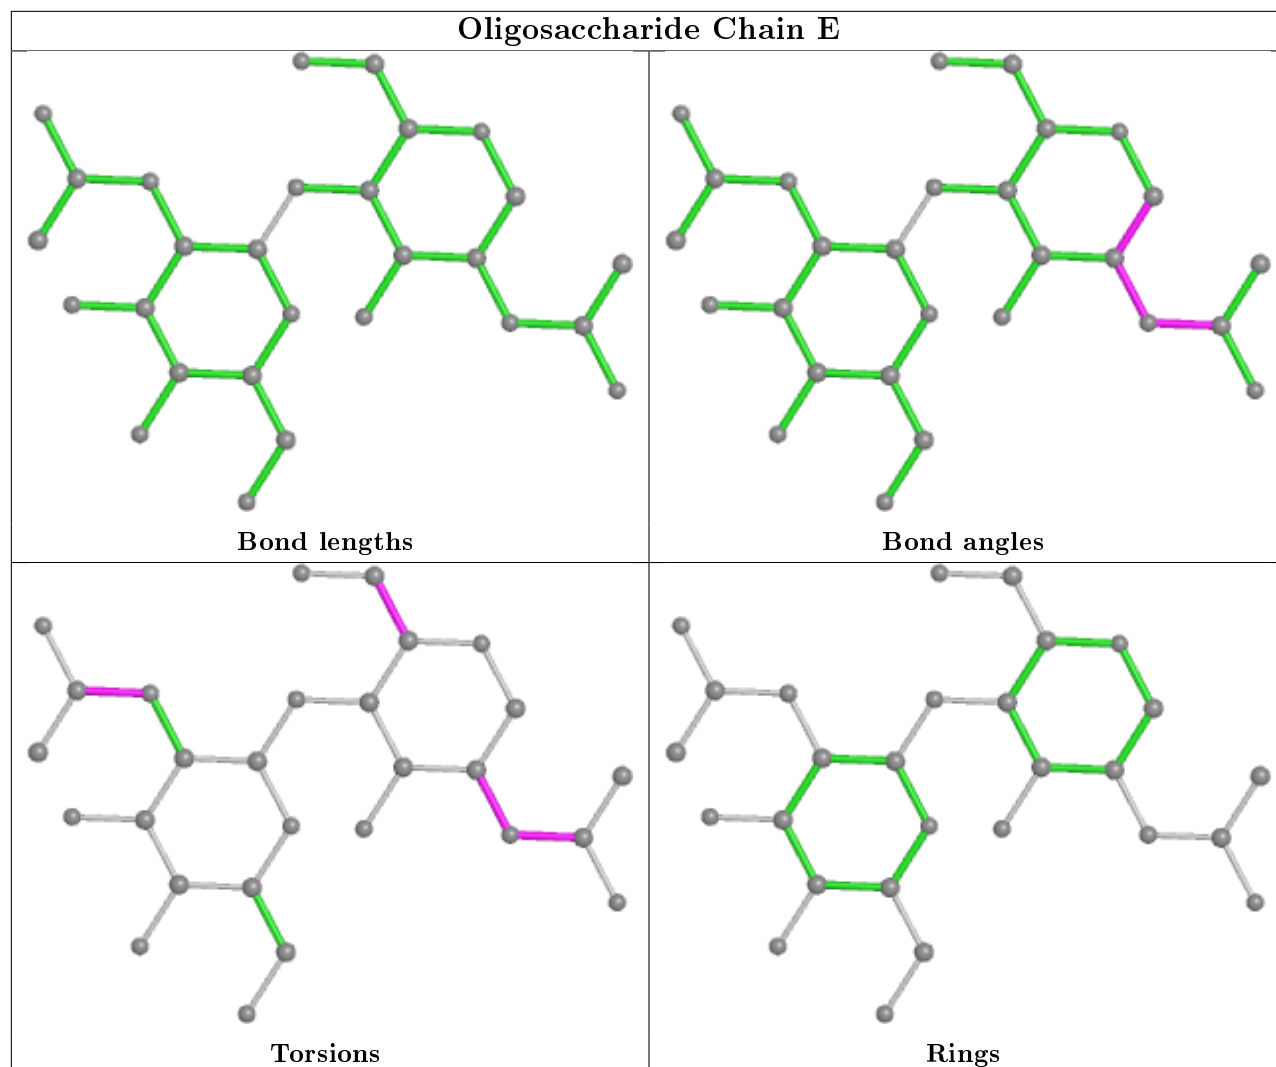 Oligosaccharide Chain E
Bond lengths
Bond angles
Torsions
Rings